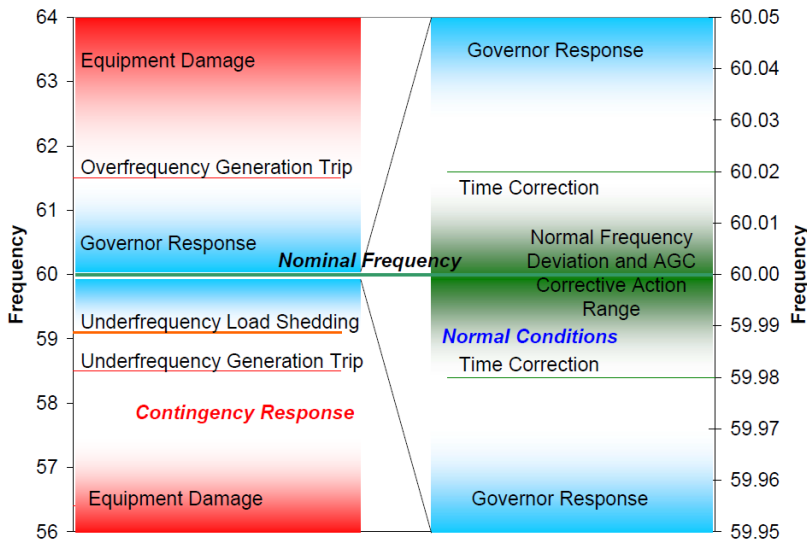 64
63
62
61
60
59
58
57
56
Frequency
Equipment Damage
Overfrequency Generation Trip
Governor Response
Nominal Frequency
Underfrequency Load Shedding
Underfrequency Generation Trip
Contingency Response
Equipment Damage
Governor Response
Time Correction
Normal Frequency
Deviation and AGC
Corrective Action
Range
Normal Conditions
Time Correction
Governor Response
60.05
60.04
60.03
60.02
60.01
60.00
59.99
59.98
59.97
59.96
59.95
Frequency